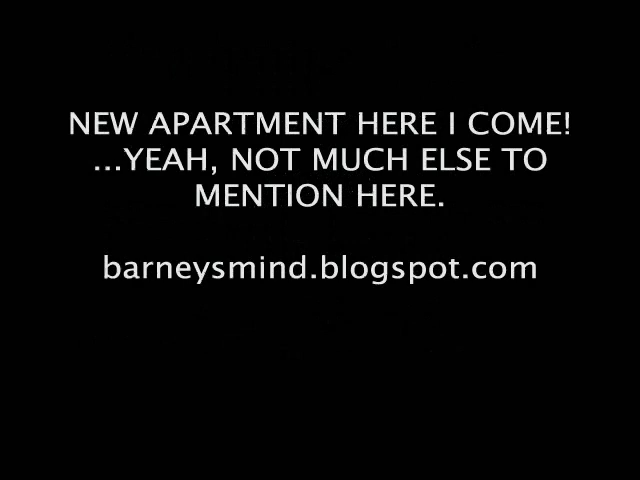 NEW APARTMENT HERE I COME!
...YEAH, NOT MUCH ELSE TO
MENTION HERE.
barneysmind.blogspot.com